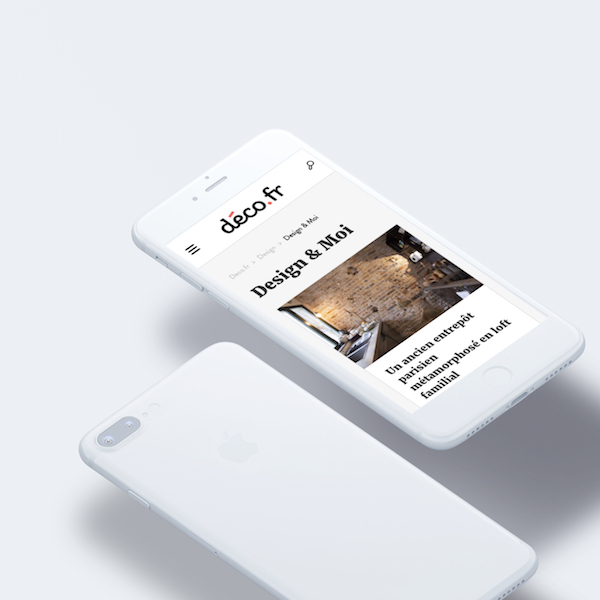 déco.fr
Deco.fr > Design > Design & Moi
Design & Moi
Un ancien entrepôt
parisien
métamorphosé en loft
familial